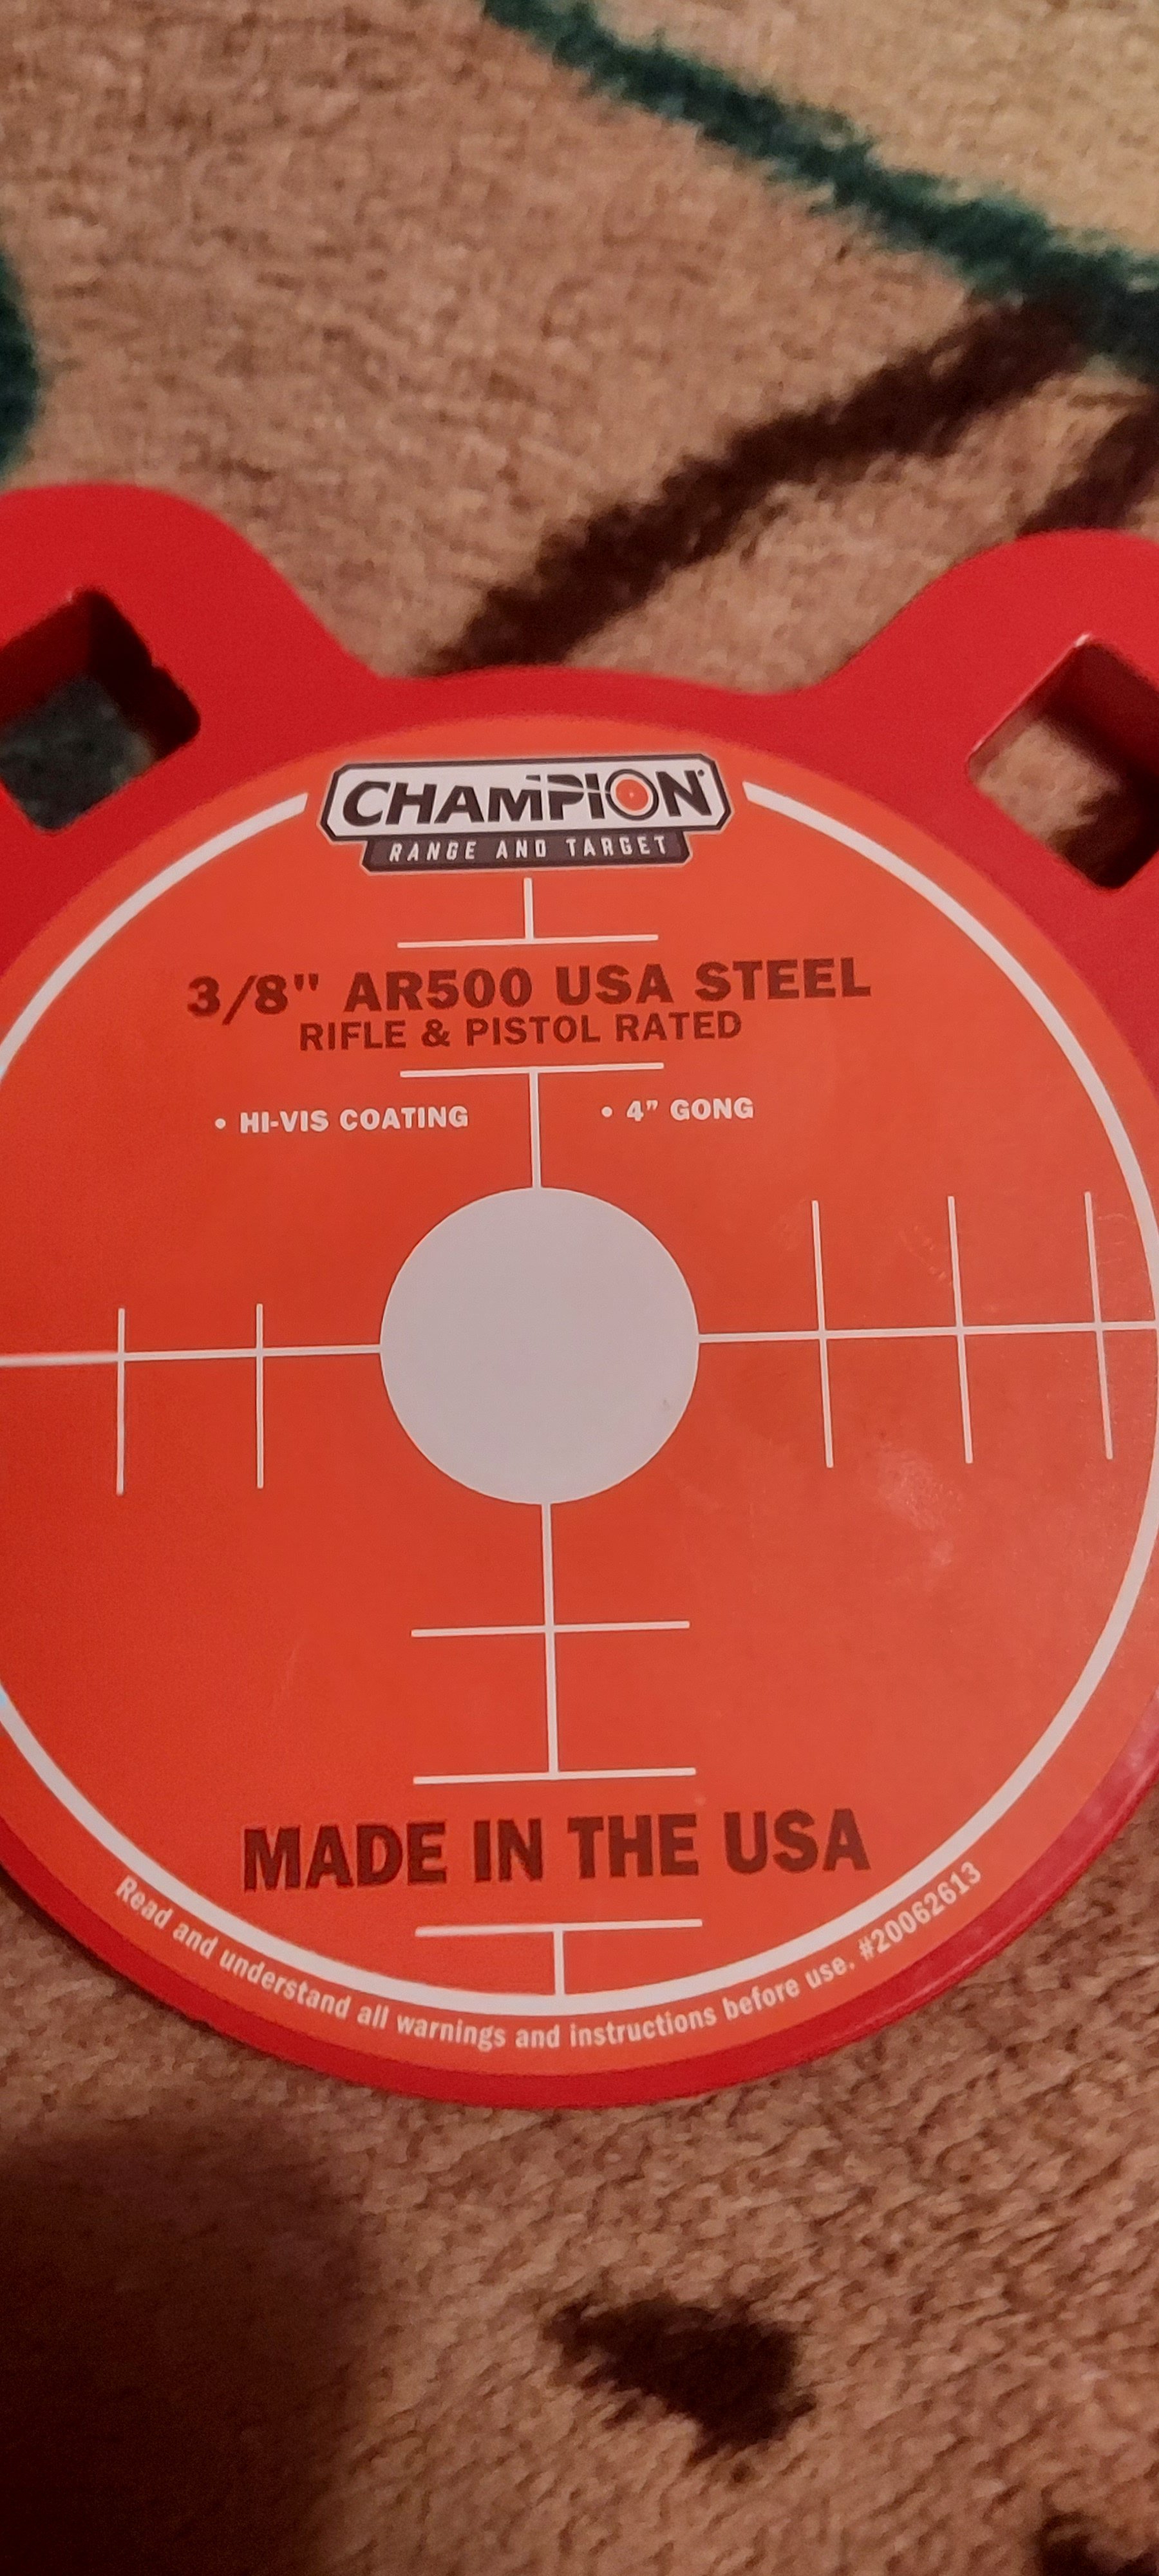 CHAMPION
RANGE AND TARGET
3/8" AR500 USA STEEL
RIFLE & PISTOL RATED
• HI-VIS COATING • 4” GONG
MADE IN THE USA
Read and understand all warnings and instructions before use. #20062613